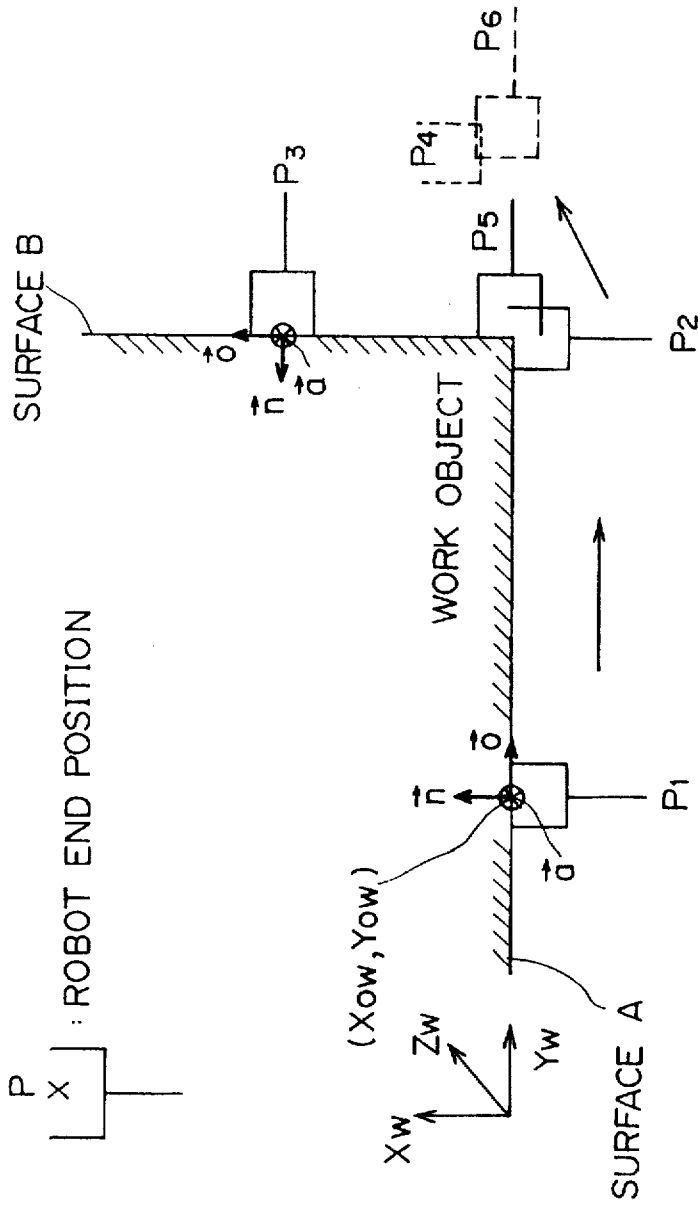 P
X
: ROBOT END POSITION
SURFACE B
o
n
a
P3
WORK OBJECT
P4
P5
P6
P2
(Xow, Yow)
n
o
a
P1
Xw
Zw
Yw
SURFACE A